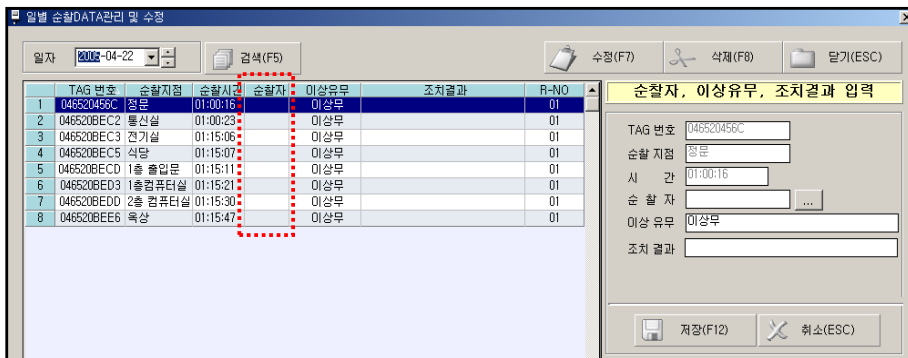 일별 순찰DATA관리 및 수정
일자 2005-04-22 검색(F5) 수정(F7) 삭제(F8) 닫기(ESC)
TAG 번호 순찰지점 순찰시간 순찰자 이상유무 조치결과 R-NO
1 046520456C 정문 01:00:16 이상무 01
2 046520BEC2 통신실 01:00:23 이상무 01
3 046520BEC3 전기실 01:15:06 이상무 01
4 046520BEC5 식당 01:15:07 이상무 01
5 046520BECD 1층 출입문 01:15:11 이상무 01
6 046520BED3 1층컴퓨터실 01:15:21 이상무 01
7 046520BEDD 2층 컴퓨터실 01:15:30 이상무 01
8 046520BEE6 옥상 01:15:47 이상무 01
순찰자, 이상유무, 조치결과 입력
TAG 번호 046520456C
순찰 지점 정문
시 간 01:00:16
순 찰 자 ...
이상 유무 이상무
조치 결과
저장(F12) 취소(ESC)